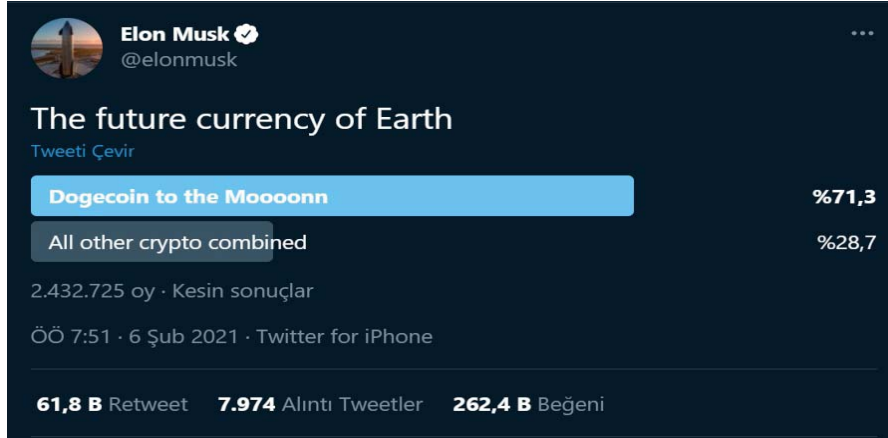 Elon Musk
@elonmusk
The future currency of Earth
Tweeti Çevir
Dogecoin to the Moooonn %71,3
All other crypto combined %28,7
2.432.725 oy · Kesin sonuçlar
ÖÖ 7:51 · 6 Şub 2021 · Twitter for iPhone
61,8 B Retweet 7.974 Alıntı Tweetler 262,4 B Beğeni